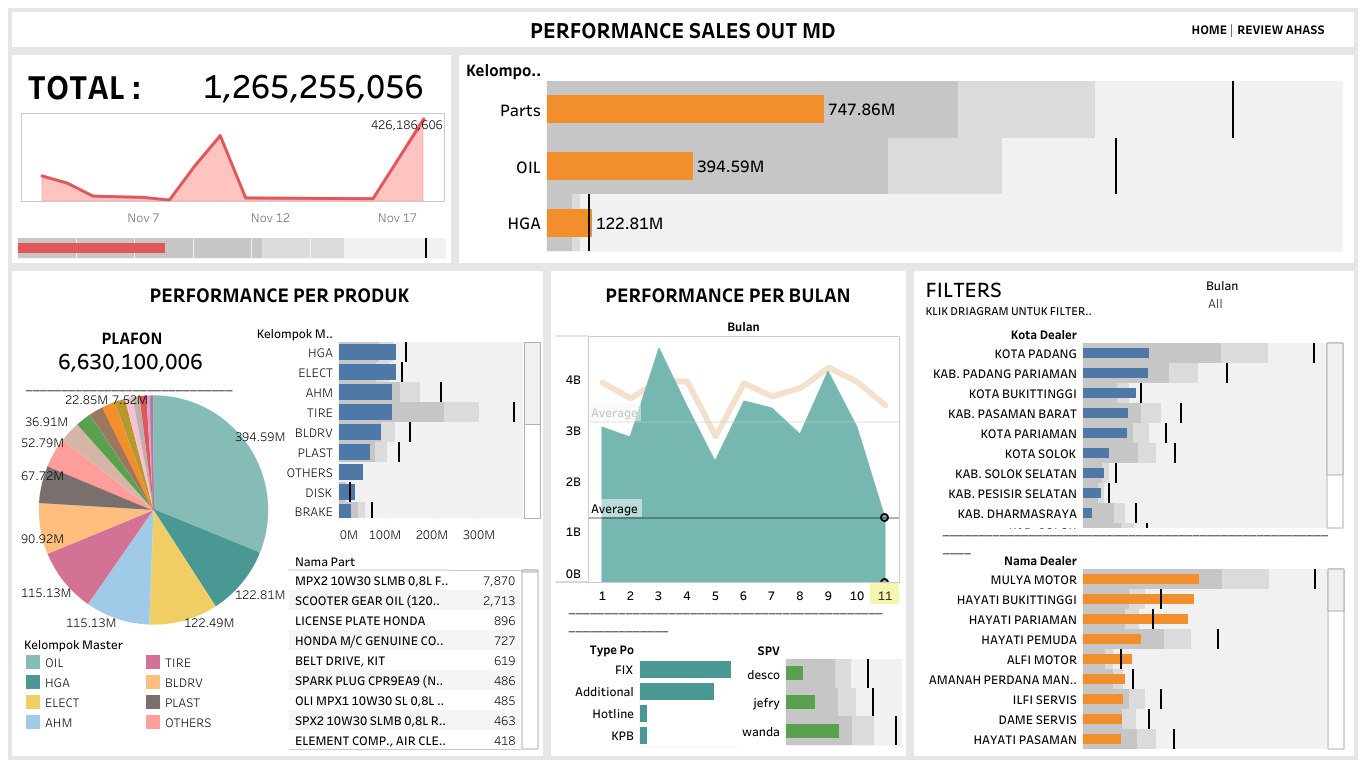 PERFORMANCE SALES OUT MD
HOME | REVIEW AHASS
TOTAL : 1,265,255,056
426,186,606
Nov 7 Nov 12 Nov 17
Kelompo..
Parts 747.86M
OIL 394.59M
HGA 122.81M
PERFORMANCE PER PRODUK
PLAFON
6,630,100,006
22.85M 7.52M
36.91M
394.59M
52.79M
67.72M
90.92M
115.13M
122.81M
115.13M
122.49M
Kelompok Master
OIL TIRE
HGA BLDRV
ELECT PLAST
AHM OTHERS
Kelompok M..
HGA
ELECT
AHM
TIRE
BLDRV
PLAST
OTHERS
DISK
BRAKE
0M 100M 200M 300M
Nama Part
MPX2 10W30 SLMB 0,8L F.. 7,870
SCOOTER GEAR OIL (120.. 2,713
LICENSE PLATE HONDA 896
HONDA M/C GENUINE CO.. 727
BELT DRIVE, KIT 619
SPARK PLUG CPR9EA9 (N.. 486
OLI MPX1 10W30 SL 0,8L .. 485
SPX2 10W30 SLMB 0,8L R.. 463
ELEMENT COMP., AIR CLE.. 418
PERFORMANCE PER BULAN
Bulan
4B
Average
3B
2B
Average
1B
0B
1 2 3 4 5 6 7 8 9 10 11
Type Po
FIX
Additional
Hotline
KPB
SPV
desco
jefry
wanda
FILTERS
KLIK DRIAGRAM UNTUK FILTER..
Bulan
All
Kota Dealer
KOTA PADANG
KAB. PADANG PARIAMAN
KOTA BUKITTINGGI
KAB. PASAMAN BARAT
KOTA PARIAMAN
KOTA SOLOK
KAB. SOLOK SELATAN
KAB. PESISIR SELATAN
KAB. DHARMASRAYA
Nama Dealer
MULYA MOTOR
HAYATI BUKITTINGGI
HAYATI PARIAMAN
HAYATI PEMUDA
ALFI MOTOR
AMANAH PERDANA MAN..
ILFI SERVIS
DAME SERVIS
HAYATI PASAMAN